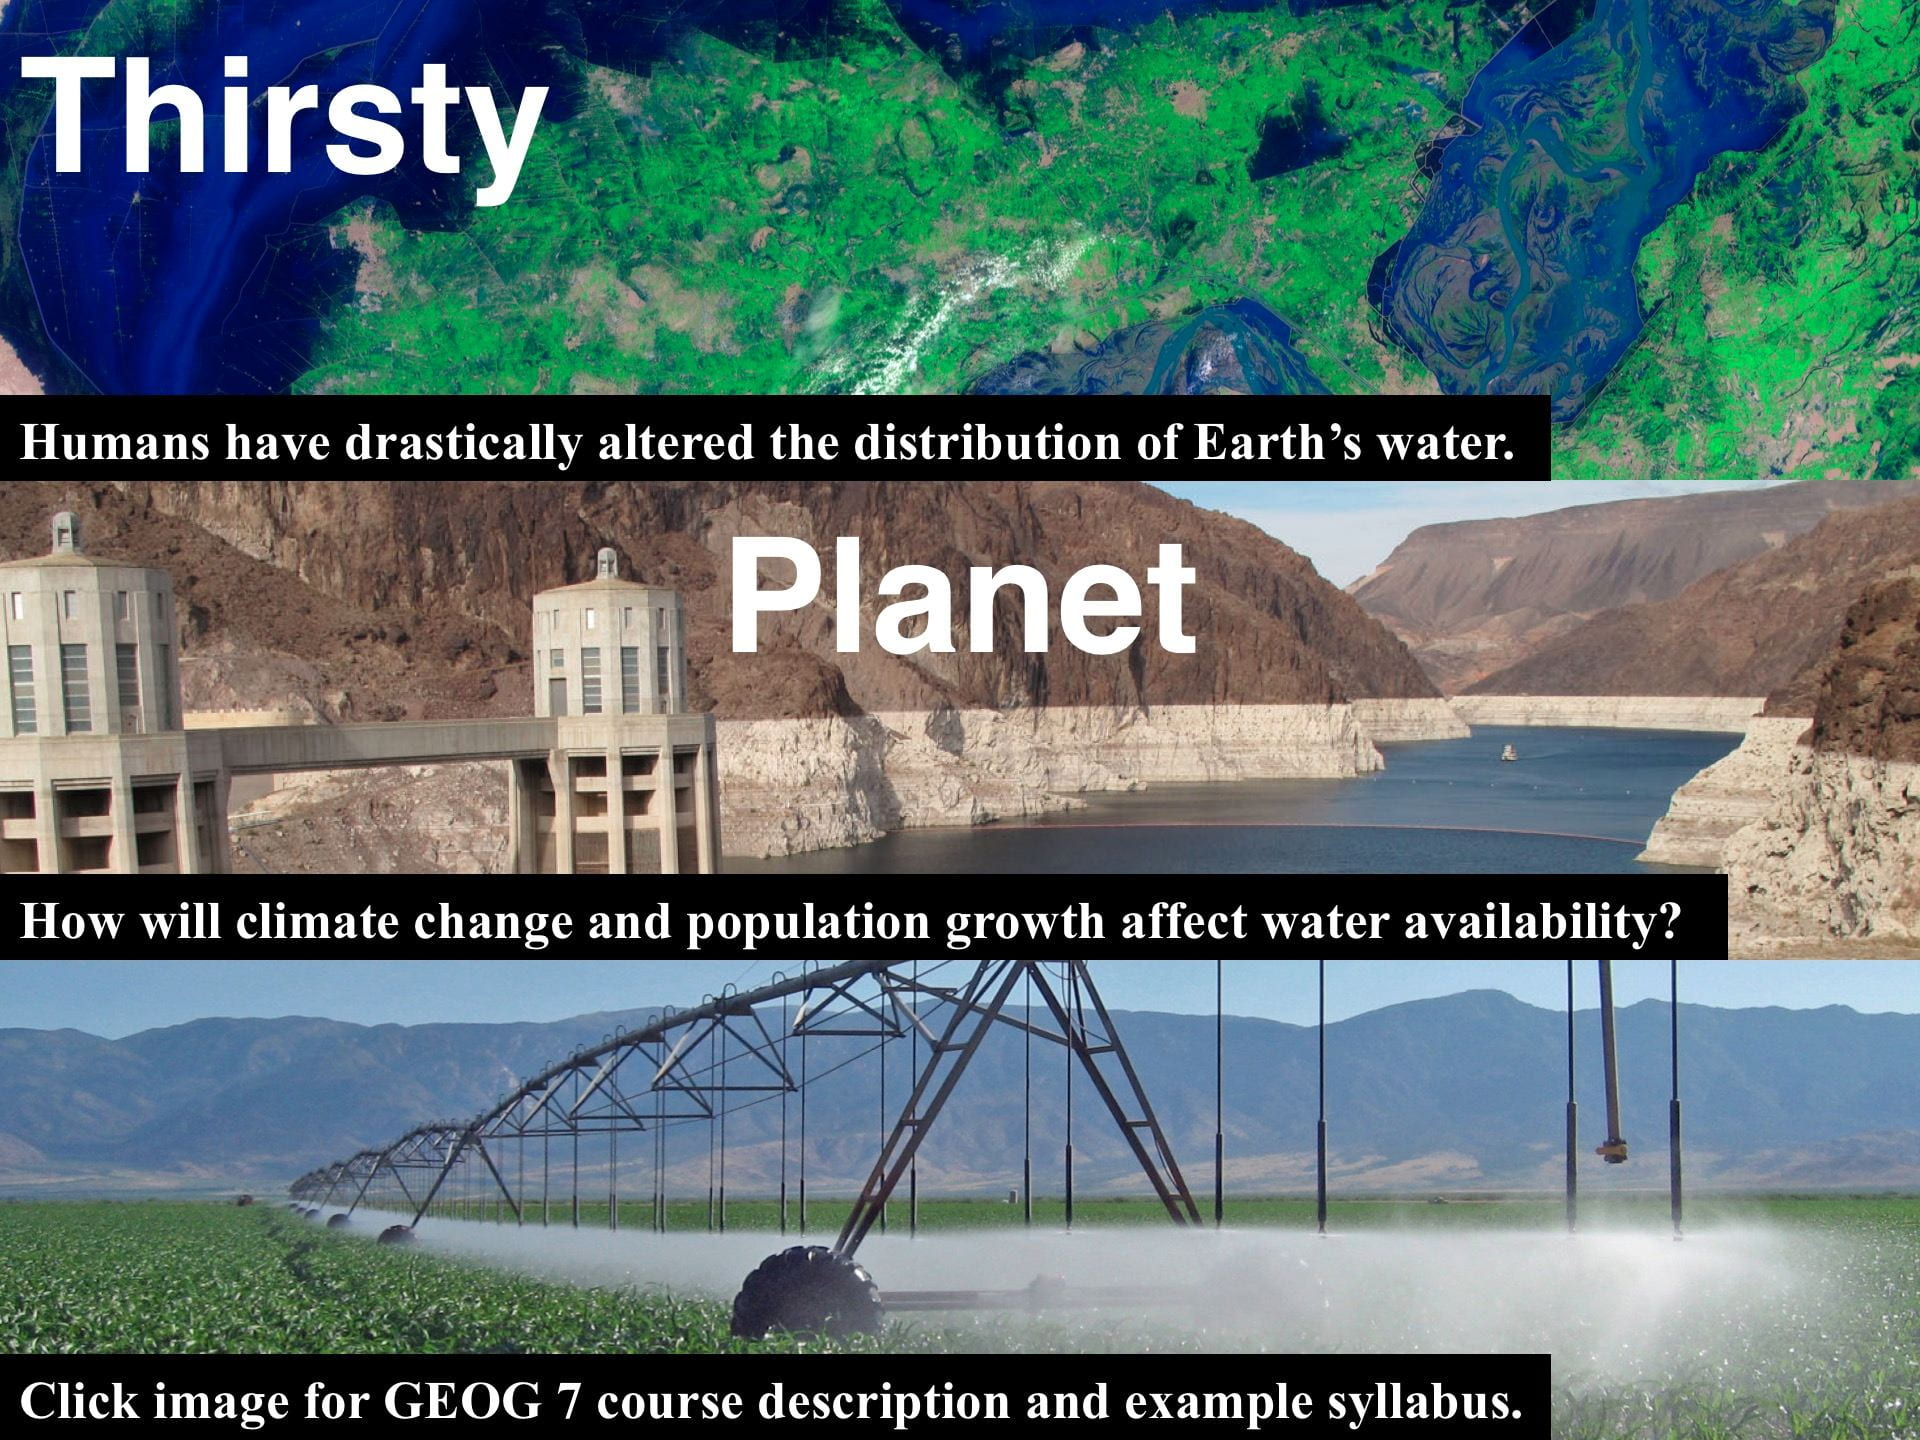 Thirsty
Humans have drastically altered the distribution of Earth’s water.
Planet
How will climate change and population growth affect water availability?
Click image for GEOG 7 course description and example syllabus.